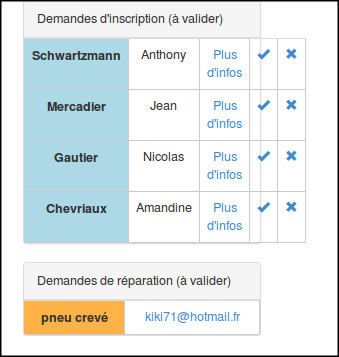 Demandes d'inscription (à valider)
Schwartzmann Anthony Plus d'infos ✔ ✖
Mercadier Jean Plus d'infos ✔ ✖
Gautier Nicolas Plus d'infos ✔ ✖
Chevriaux Amandine Plus d'infos ✔ ✖
Demandes de réparation (à valider)
pneu crevé kiki71@hotmail.fr